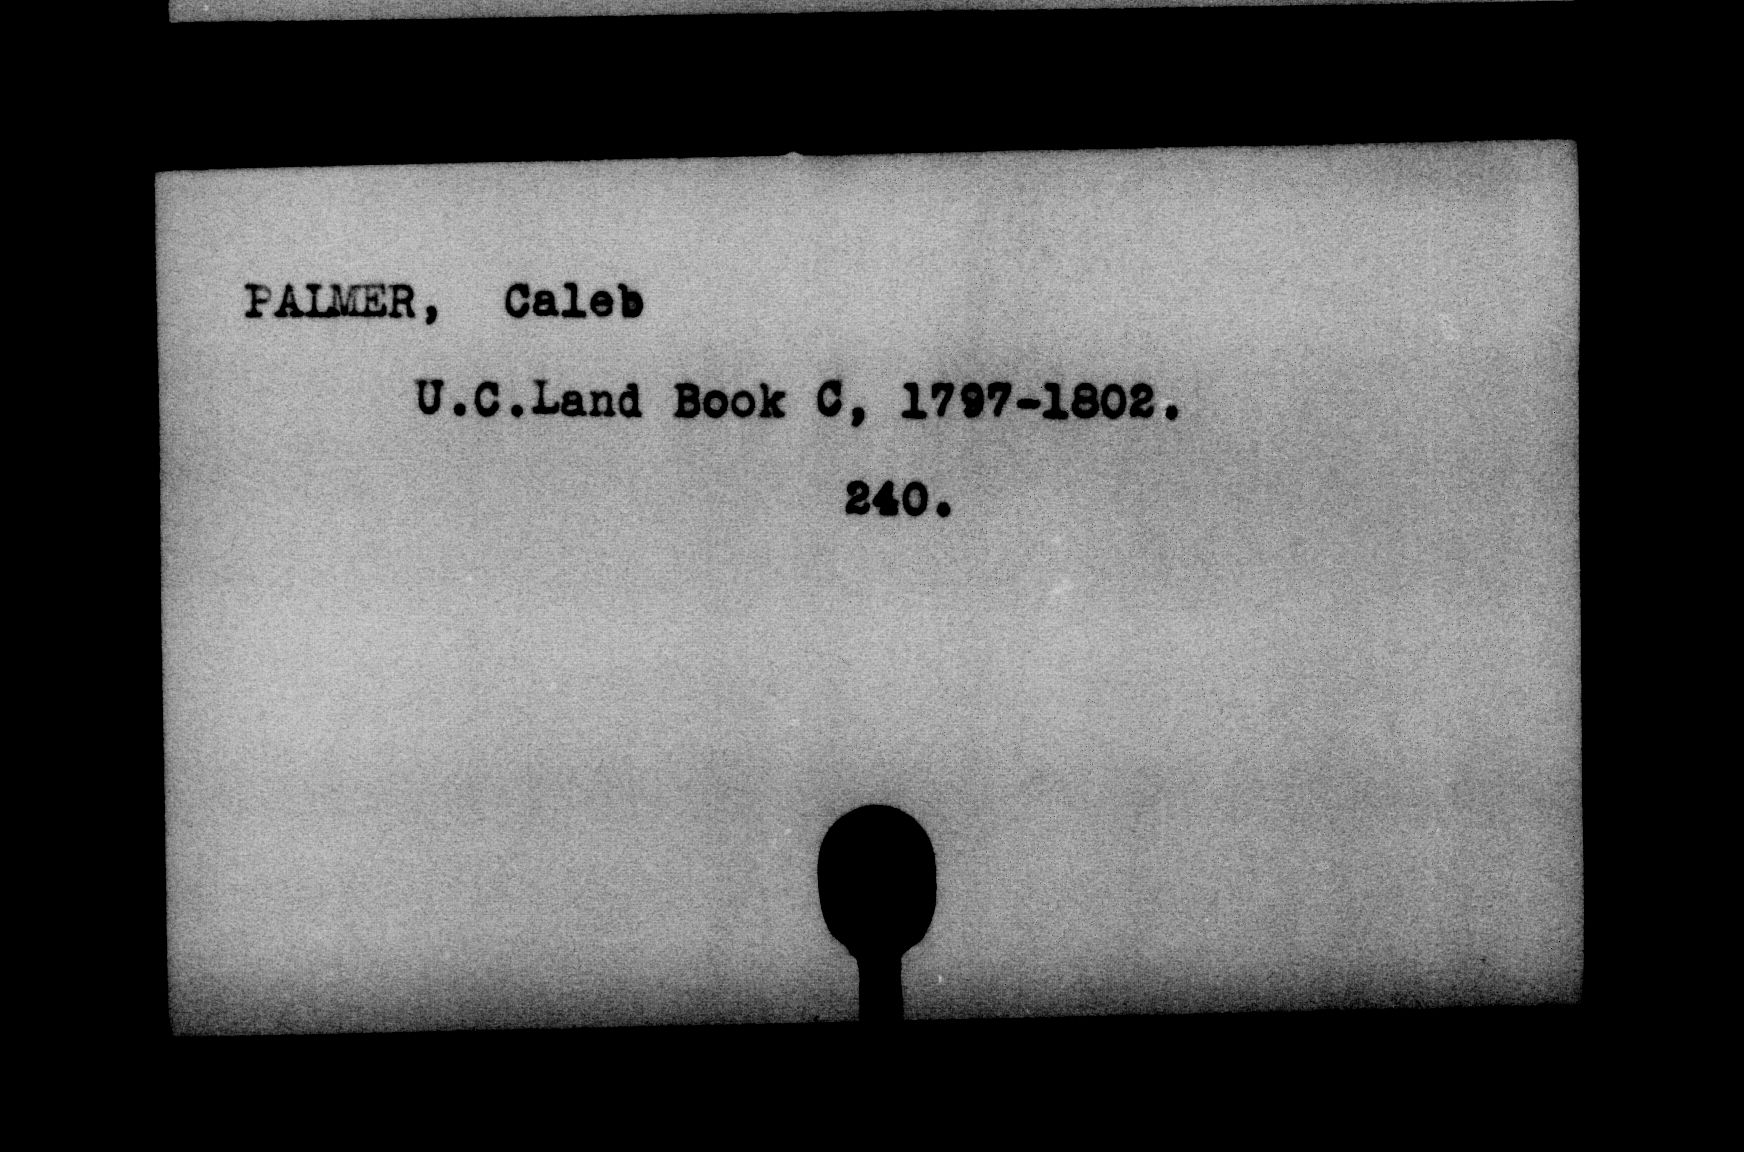 PALMER, Caleb
U.C.Land Book C, 1797-1802.
240.